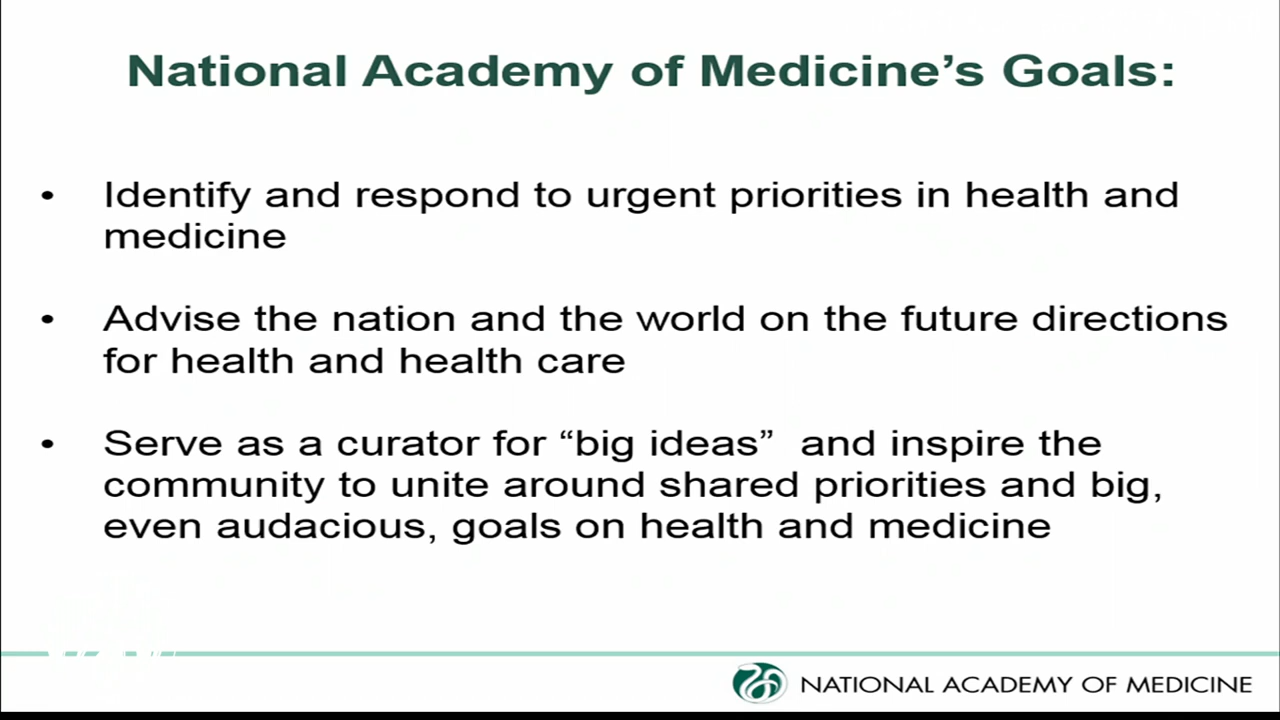 National Academy of Medicine’s Goals:
• Identify and respond to urgent priorities in health and
medicine
• Advise the nation and the world on the future directions
for health and health care
• Serve as a curator for “big ideas”  and inspire the
community to unite around shared priorities and big,
even audacious, goals on health and medicine
NATIONAL ACADEMY OF MEDICINE